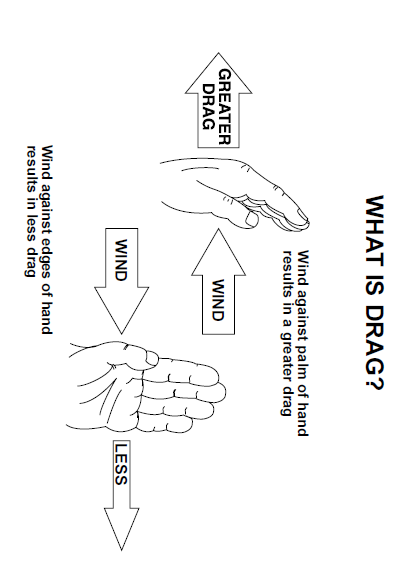 WHAT IS DRAG?
Wind against palm of hand
results in a greater drag
GREATER
DRAG
WIND
WIND
LESS
Wind against edges of hand
results in less drag